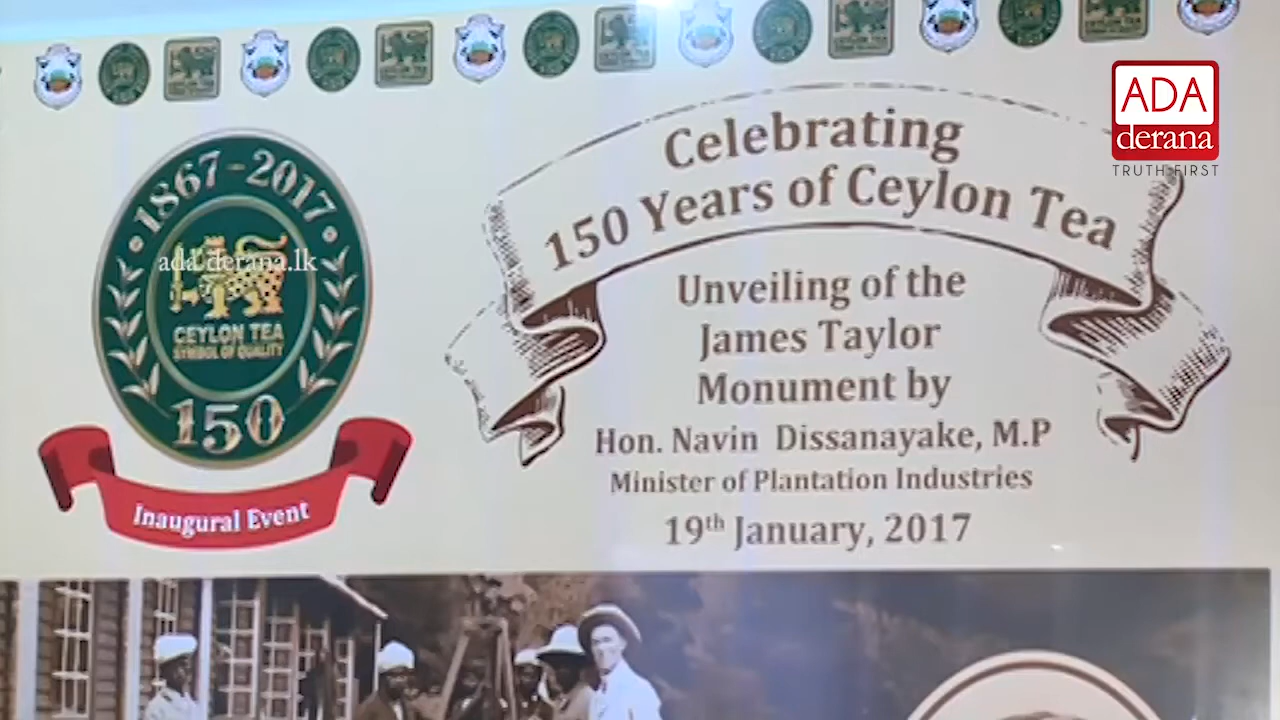 ADA
derana
TRUTH FIRST
1867-2017
ada derana.lk
CEYLON TEA
SYMBOL OF QUALITY
150
Inaugural Event
Celebrating
150 Years of Ceylon Tea
Unveiling of the
James Taylor
Monument by
Hon. Navin Dissanayake, M.P
Minister of Plantation Industries
19th January, 2017